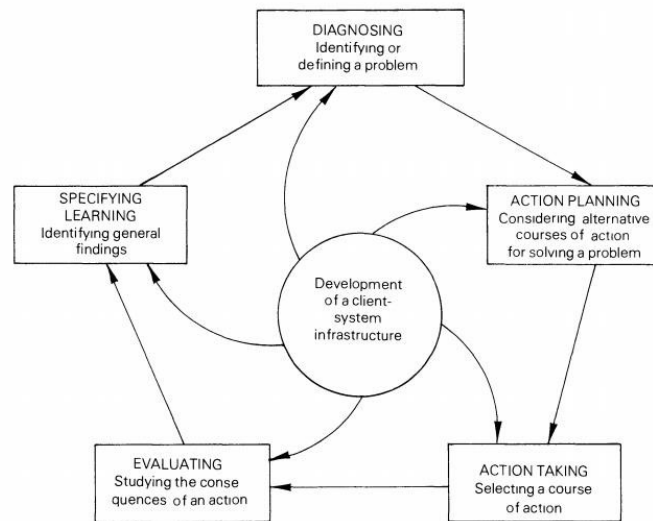 DIAGNOSING
Identifying or
defining a problem
SPECIFYING
LEARNING
Identifying general
findings
ACTION PLANNING
Considering alternative
courses of action
for solving a problem
Development
of a client-
system
infrastructure
EVALUATING
Studying the conse
quences of an action
ACTION TAKING
Selecting a course
of action